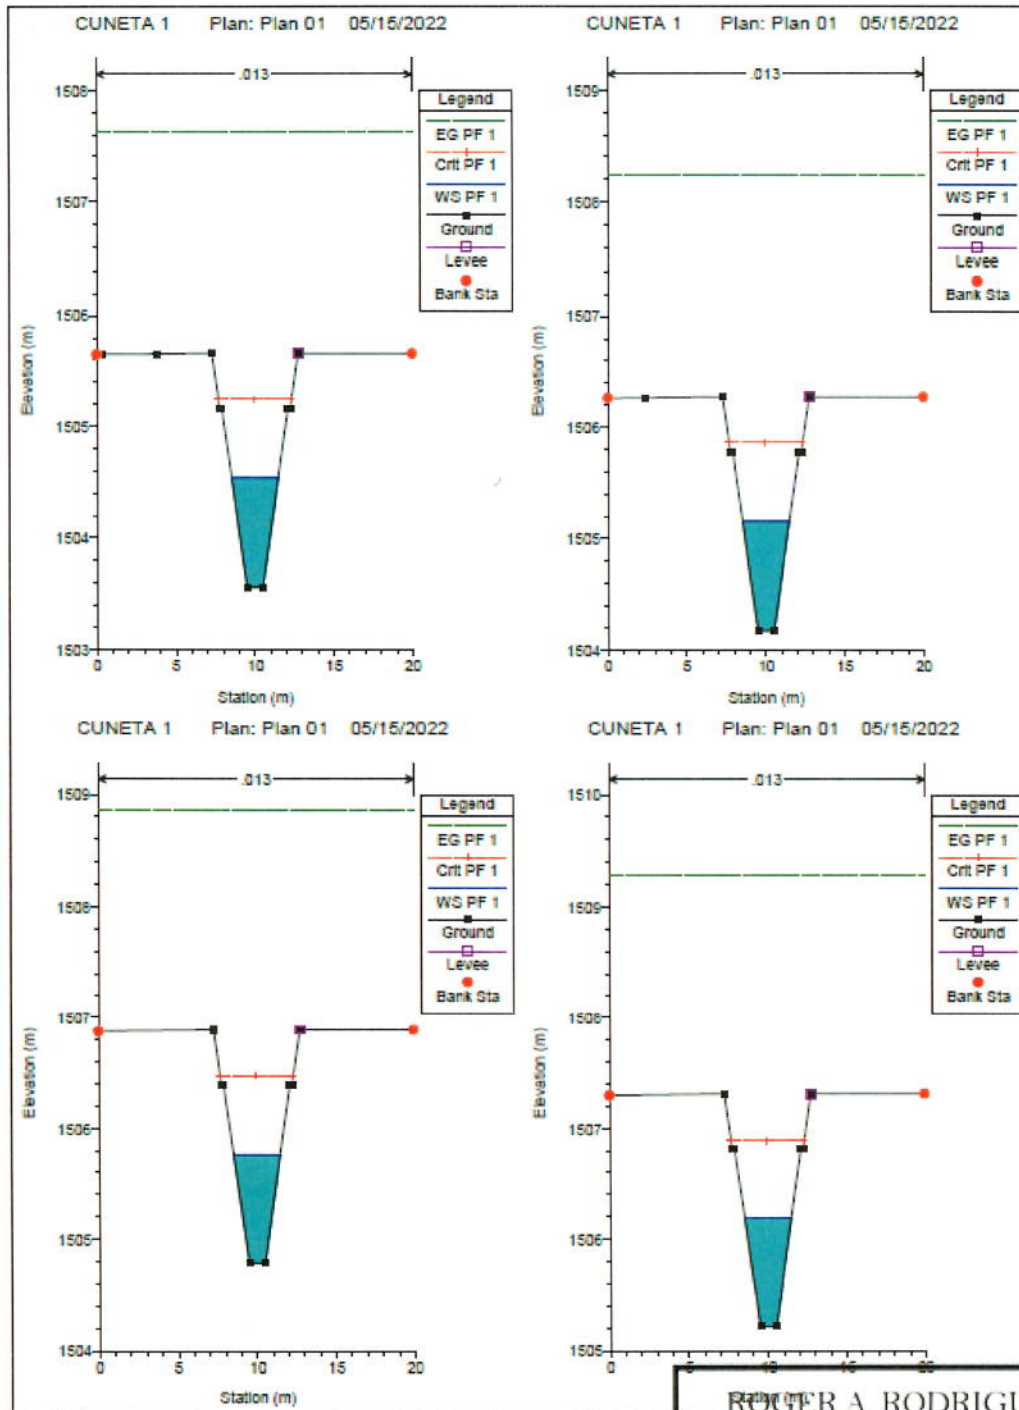 CUNETA 1 Plan: Plan 01 05/15/2022
.013
Legend
EG PF 1
Crit PF 1
WS PF 1
Ground
Levee
Bank Sta
1508
1507
1506
1505
1504
1503
Elevation (m)
0 5 10 15 20
Station (m)
CUNETA 1 Plan: Plan 01 05/15/2022
.013
Legend
EG PF 1
Crit PF 1
WS PF 1
Ground
Levee
Bank Sta
1509
1508
1507
1506
1505
1504
Elevation (m)
0 5 10 15 20
Station (m)
CUNETA 1 Plan: Plan 01 05/15/2022
.013
Legend
EG PF 1
Crit PF 1
WS PF 1
Ground
Levee
Bank Sta
1509
1508
1507
1506
1505
1504
Elevation (m)
0 5 10 15 20
Station (m)
CUNETA 1 Plan: Plan 01 05/15/2022
.013
Legend
EG PF 1
Crit PF 1
WS PF 1
Ground
Levee
Bank Sta
1510
1509
1508
1507
1506
1505
Elevation (m)
0 5 10 15 20
Station (m)
ROGER A RODRIGU